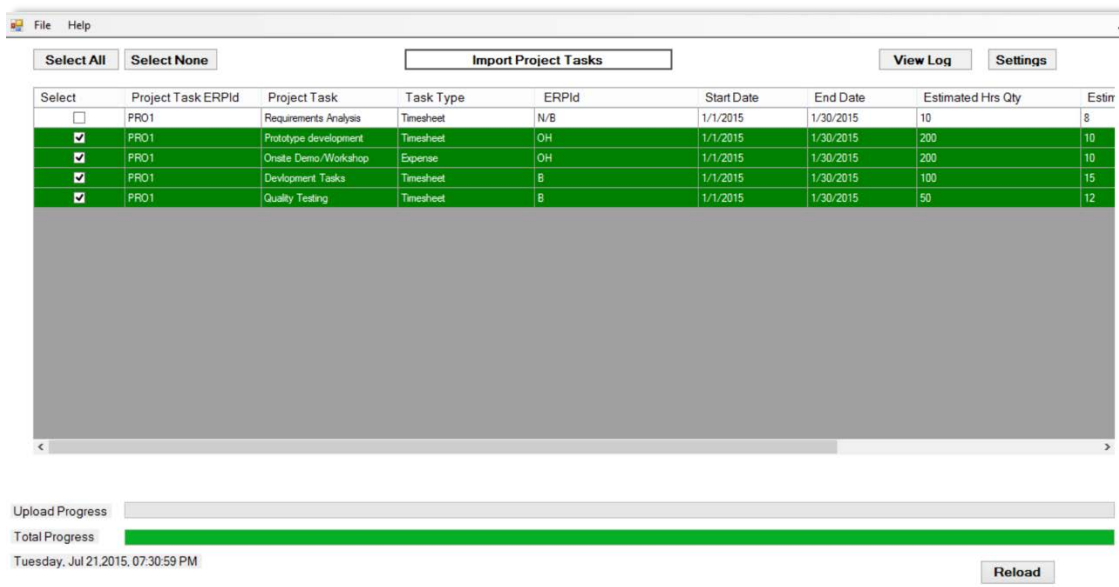 File Help
Select All Select None Import Project Tasks View Log Settings
Select Project Task ERPId Project Task Task Type ERPId Start Date End Date Estimated Hrs Qty Estim
PRO1 Requirements Analysis Timesheet N/B 1/1/2015 1/30/2015 10 8
PRO1 Prototype development Timesheet OH 1/1/2015 1/30/2015 200 10
PRO1 Onsite Demo/Workshop Expense OH 1/1/2015 1/30/2015 200 10
PRO1 Devlopment Tasks Timesheet B 1/1/2015 1/30/2015 100 15
PRO1 Quality Testing Timesheet B 1/1/2015 1/30/2015 50 12
Upload Progress
Total Progress
Tuesday, Jul 21,2015, 07:30:59 PM
Reload